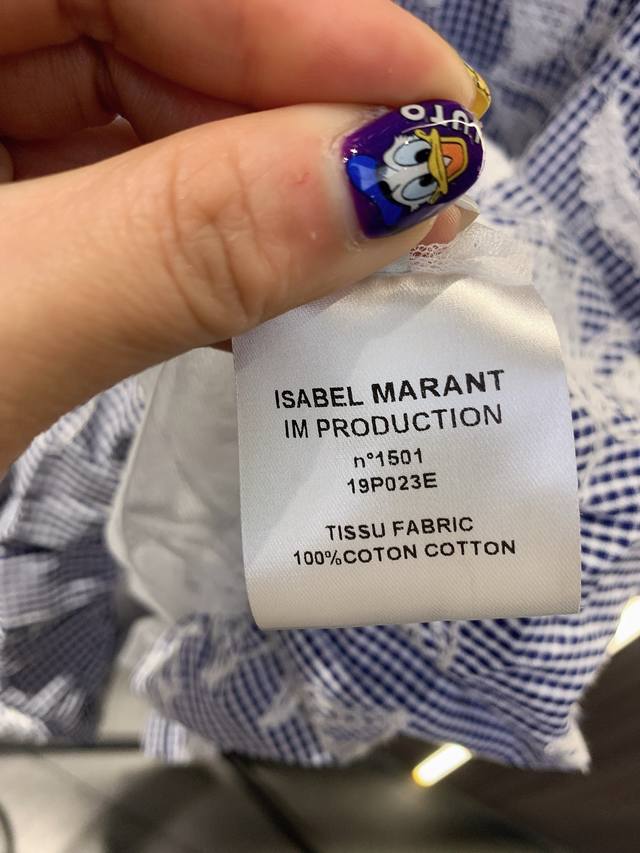 ISABEL MARANT
IM PRODUCTION
n°1501
19P023E
TISSU FABRIC
100%COTON COTTON